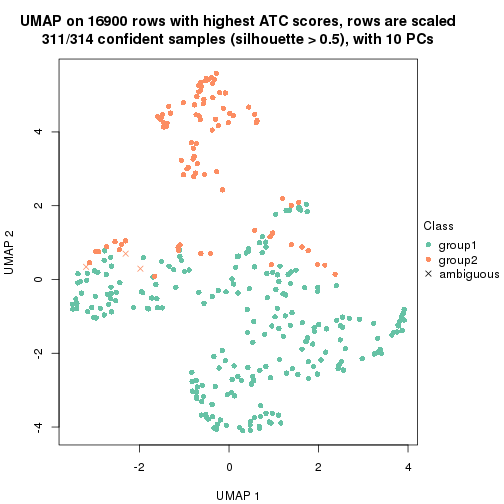 UMAP on 16900 rows with highest ATC scores, rows are scaled
311/314 confident samples (silhouette > 0.5), with 10 PCs
Class
group1
group2
ambiguous
UMAP 2
4
2
0
-2
-4
-2
0
2
4
UMAP 1